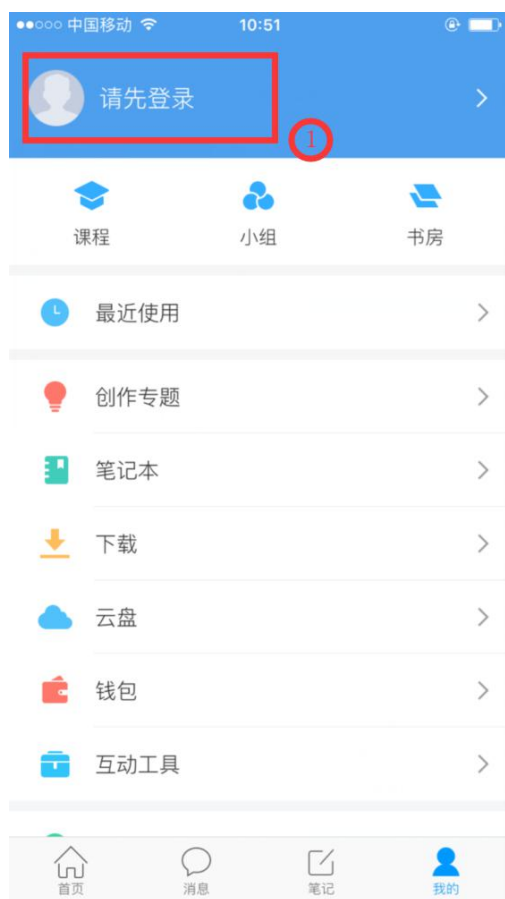 中国移动 10:51
请先登录
1
课程 小组 书房
最近使用
创作专题
笔记本
下载
云盘
钱包
互动工具
首页 消息 笔记 我的